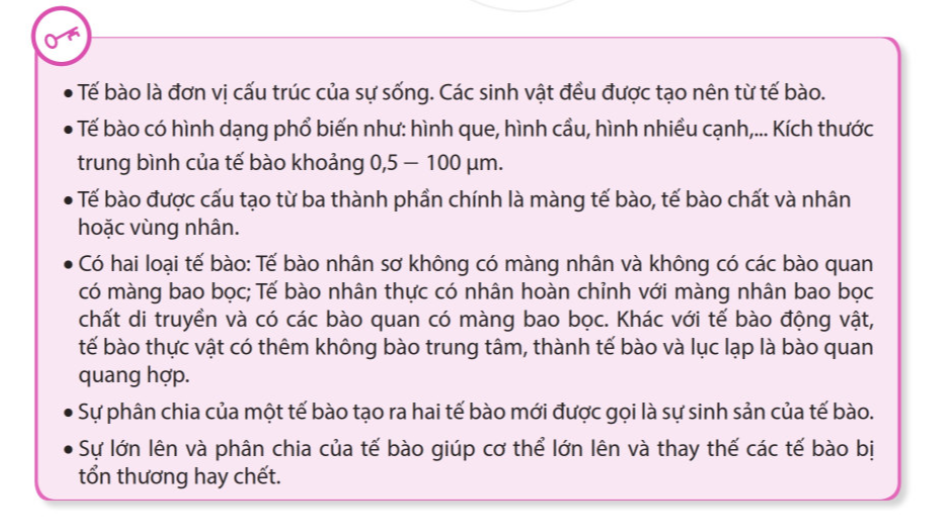 • Tế bào là đơn vị cấu trúc của sự sống. Các sinh vật đều được tạo nên từ tế bào.
• Tế bào có hình dạng phổ biến như: hình que, hình cầu, hình nhiều cạnh,... Kích thước
trung bình của tế bào khoảng 0,5 – 100 µm.
• Tế bào được cấu tạo từ ba thành phần chính là màng tế bào, tế bào chất và nhân
hoặc vùng nhân.
• Có hai loại tế bào: Tế bào nhân sơ không có màng nhân và không có các bào quan
có màng bao bọc; Tế bào nhân thực có nhân hoàn chỉnh với màng nhân bao bọc
chất di truyền và có các bào quan có màng bao bọc. Khác với tế bào động vật,
tế bào thực vật có thêm không bào trung tâm, thành tế bào và lục lạp là bào quan
quang hợp.
• Sự phân chia của một tế bào tạo ra hai tế bào mới được gọi là sự sinh sản của tế bào.
• Sự lớn lên và phân chia của tế bào giúp cơ thể lớn lên và thay thế các tế bào bị
tổn thương hay chết.